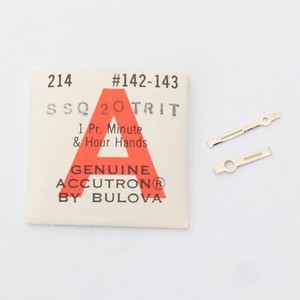 214 #142-143
SSQ 20 TRIT
1 Pr. Minute
& Hour Hands
A
GENUINE
ACCUTRON®
BY BULOVA